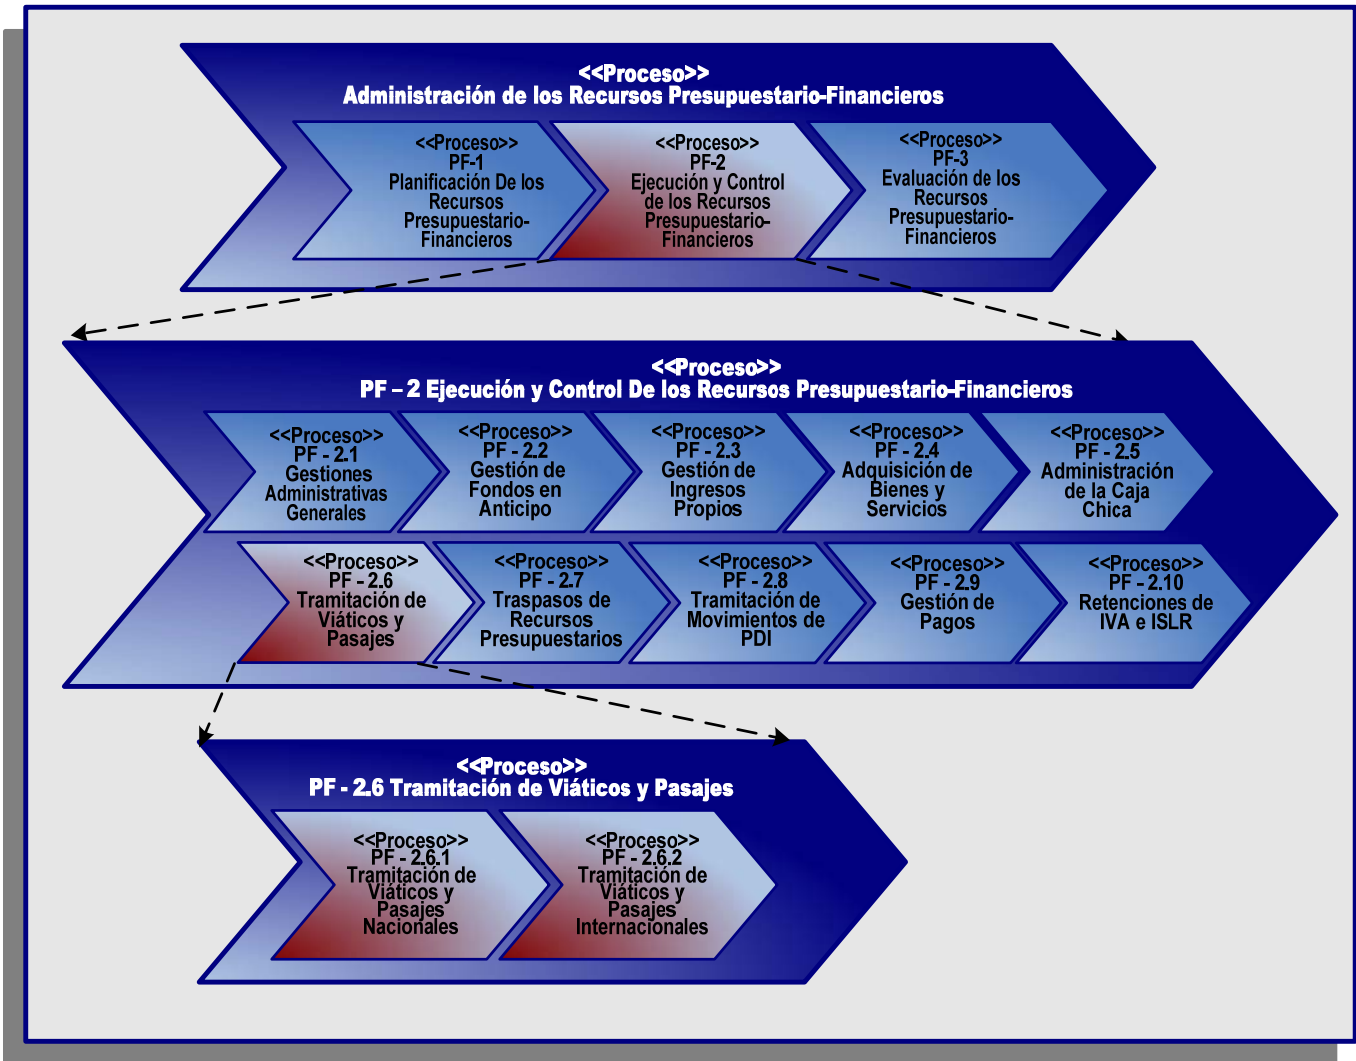 <<Proceso>>
Administración de los Recursos Presupuestario-Financieros
<<Proceso>>
PF-1
Planificación De los
Recursos
Presupuestario-
Financieros
<<Proceso>>
PF-2
Ejecución y Control
de los Recursos
Presupuestario-
Financieros
<<Proceso>>
PF-3
Evaluación de los
Recursos
Presupuestario-
Financieros
<<Proceso>>
PF – 2 Ejecución y Control De los Recursos Presupuestario-Financieros
<<Proceso>>
PF - 2.1
Gestiones
Administrativas
Generales
<<Proceso>>
PF - 2.2
Gestión de
Fondos en
Anticipo
<<Proceso>>
PF - 2.3
Gestión de
Ingresos
Propios
<<Proceso>>
PF - 2.4
Adquisición de
Bienes y
Servicios
<<Proceso>>
PF - 2.5
Administración
de la Caja
Chica
<<Proceso>>
PF - 2.6
Tramitación de
Viáticos y
Pasajes
<<Proceso>>
PF - 2.7
Traspasos de
Recursos
Presupuestarios
<<Proceso>>
PF - 2.8
Tramitación de
Movimientos de
PDI
<<Proceso>>
PF - 2.9
Gestión de
Pagos
<<Proceso>>
PF - 2.10
Retenciones de
IVA e ISLR
<<Proceso>>
PF - 2.6 Tramitación de Viáticos y Pasajes
<<Proceso>>
PF - 2.6.1
Tramitación de
Viáticos y
Pasajes
Nacionales
<<Proceso>>
PF - 2.6.2
Tramitación de
Viáticos y
Pasajes
Internacionales